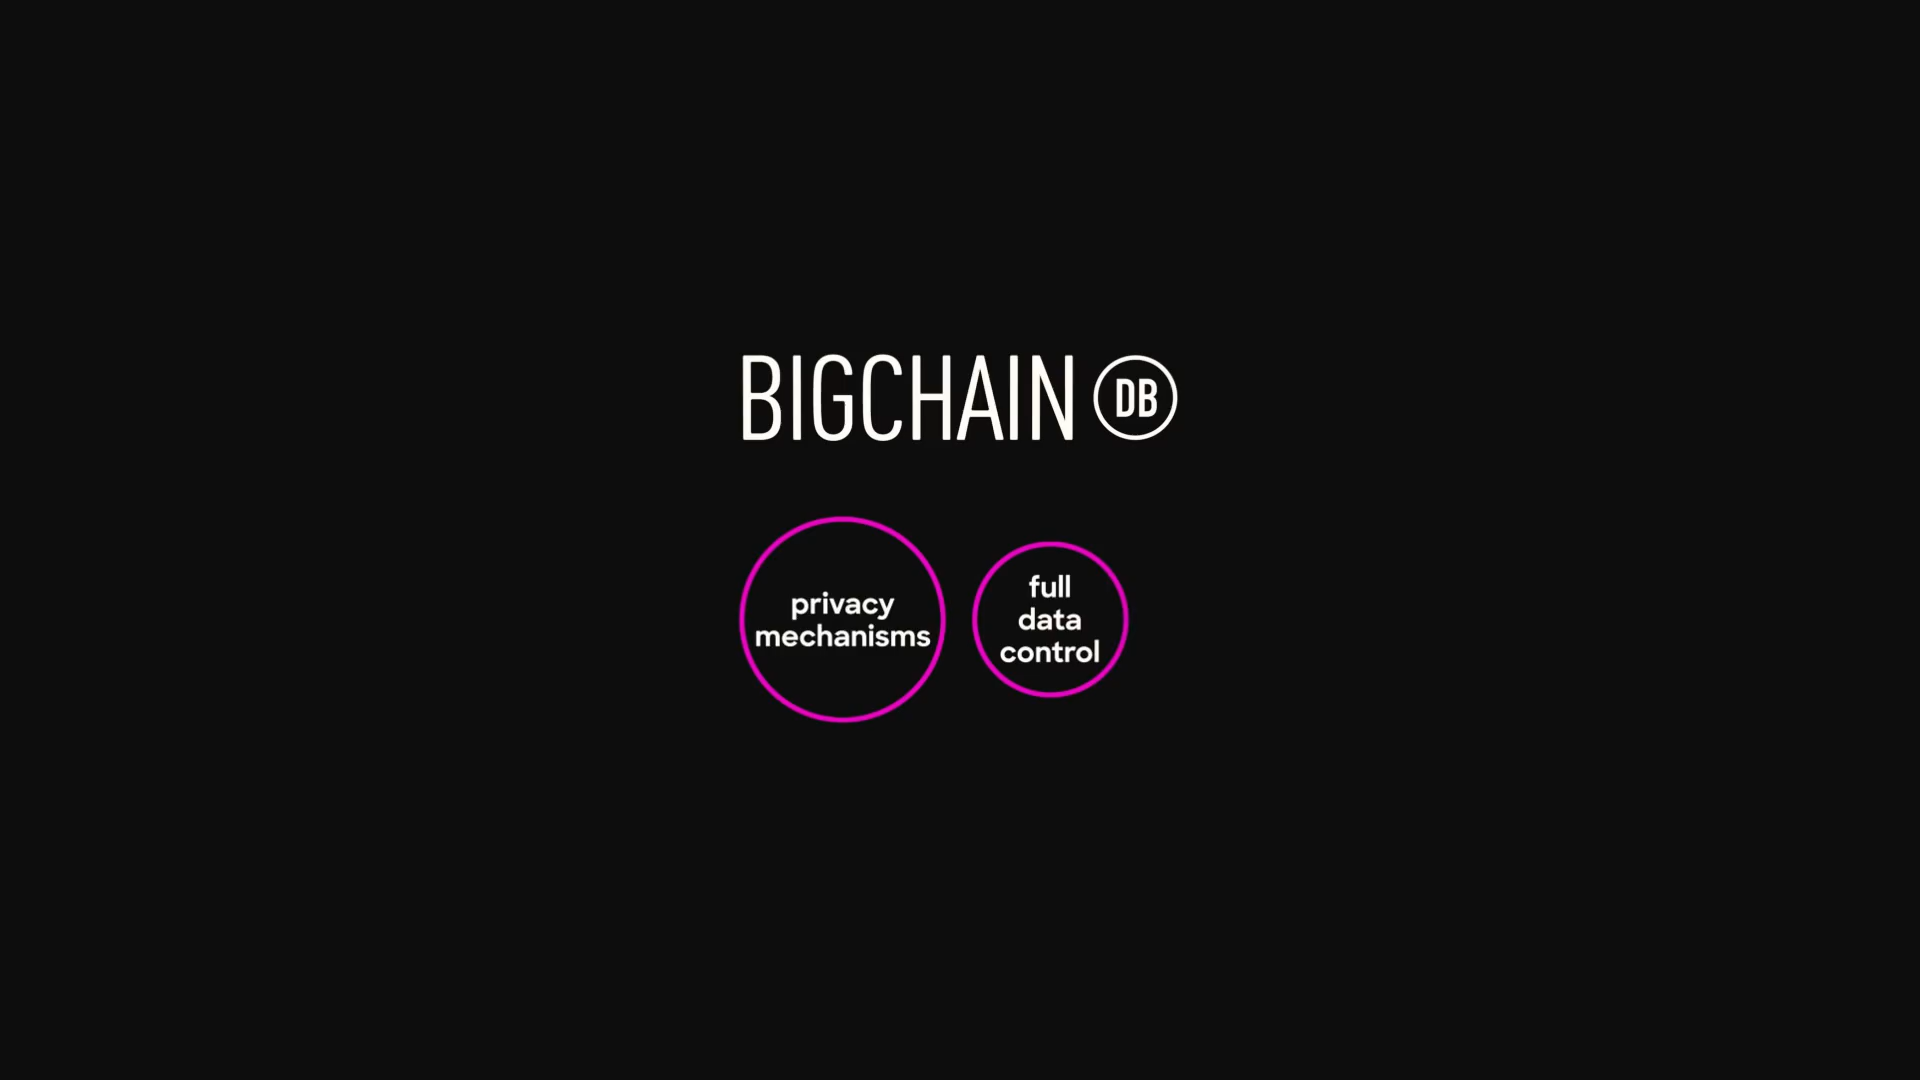 BIGCHAIN DB
privacy
mechanisms
full
data
control